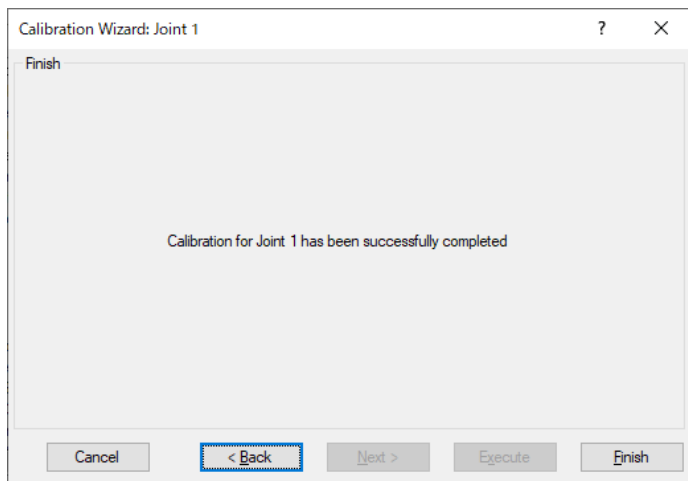 Calibration Wizard: Joint 1
?
Finish
Calibration for Joint 1 has been successfully completed
Cancel
< Back
Next >
Execute
Finish